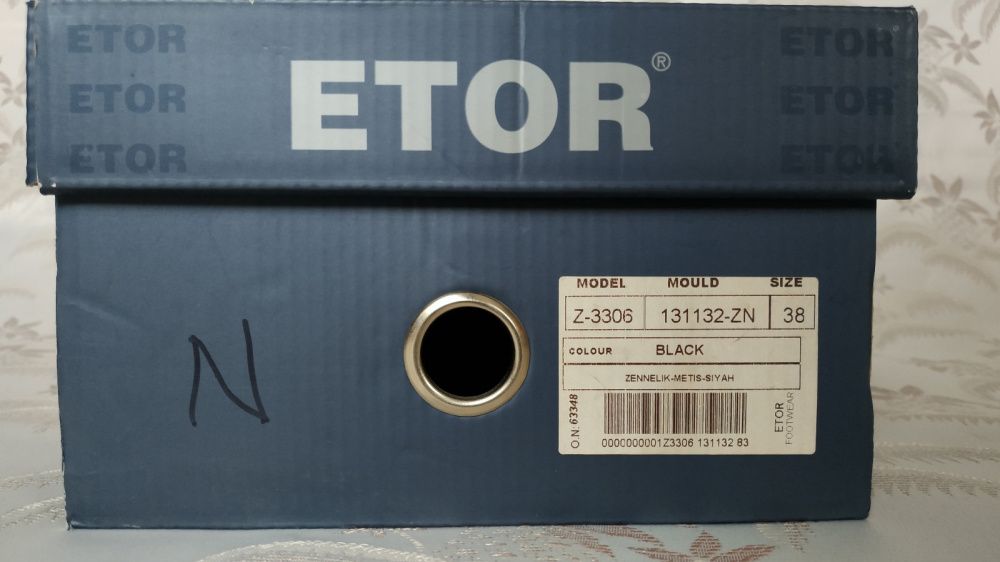 ETOR ETOR
ETOR®
ETOR ETOR
ETOR ETOR
N
MODEL MOULD SIZE
Z-3306 131132-ZN 38
COLOUR BLACK
ZENNELIK-METIS-SIYAH
O.N: 63348
0000000001Z3306 131132 83
ETOR
FOOTWEAR